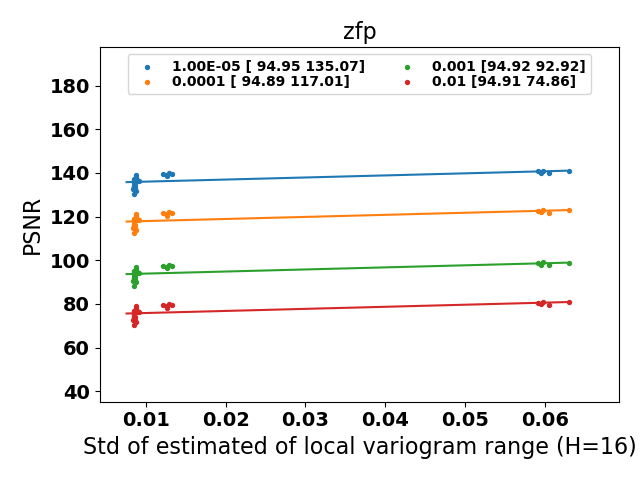 zfp
1.00E-05 [ 94.95 135.07]
0.0001 [ 94.89 117.01]
0.001 [94.92 92.92]
0.01 [94.91 74.86]
PSNR
180
160
140
120
100
80
60
40
0.01 0.02 0.03 0.04 0.05 0.06
Std of estimated of local variogram range (H=16)